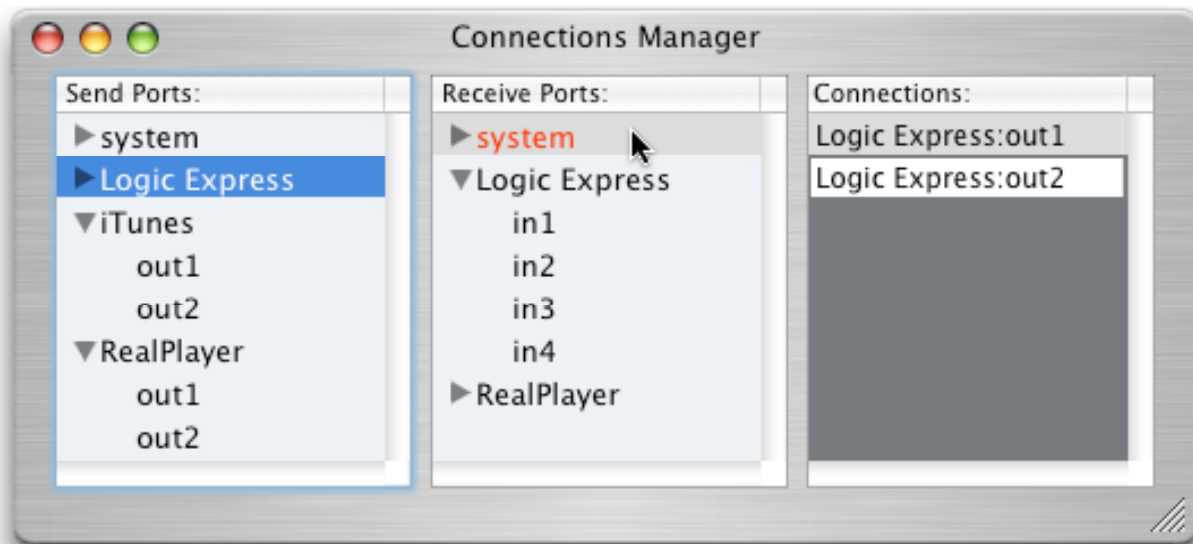 Connections Manager
Send Ports:
system
Logic Express
iTunes
out1
out2
RealPlayer
out1
out2
Receive Ports:
system
Logic Express
in1
in2
in3
in4
RealPlayer
Connections:
Logic Express:out1
Logic Express:out2